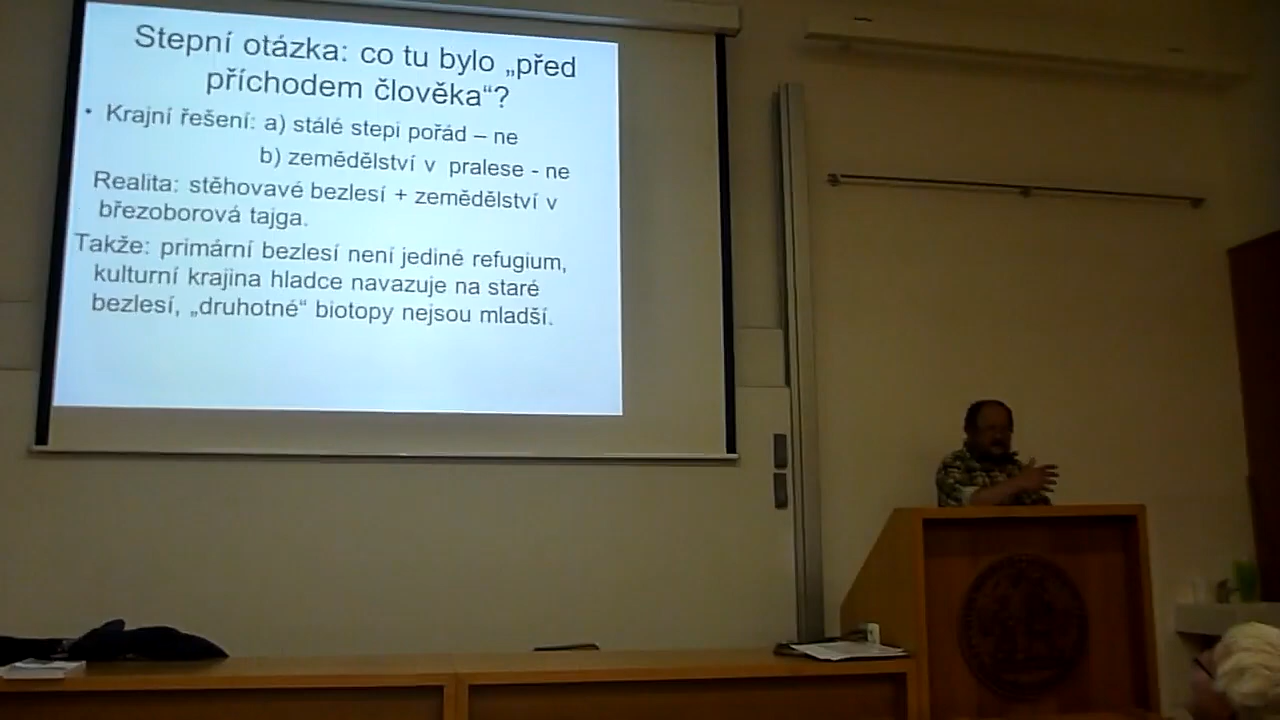 Stepní otázka: co tu bylo „před
příchodem člověka“?
• Krajní řešení: a) stálé stepi pořád – ne
b) zemědělství v pralese - ne
Realita: stěhovavé bezlesí + zemědělství v
březoborová tajga.
Takže: primární bezlesí není jediné refugium,
kulturní krajina hladce navazuje na staré
bezlesí, „druhotné“ biotopy nejsou mladší.